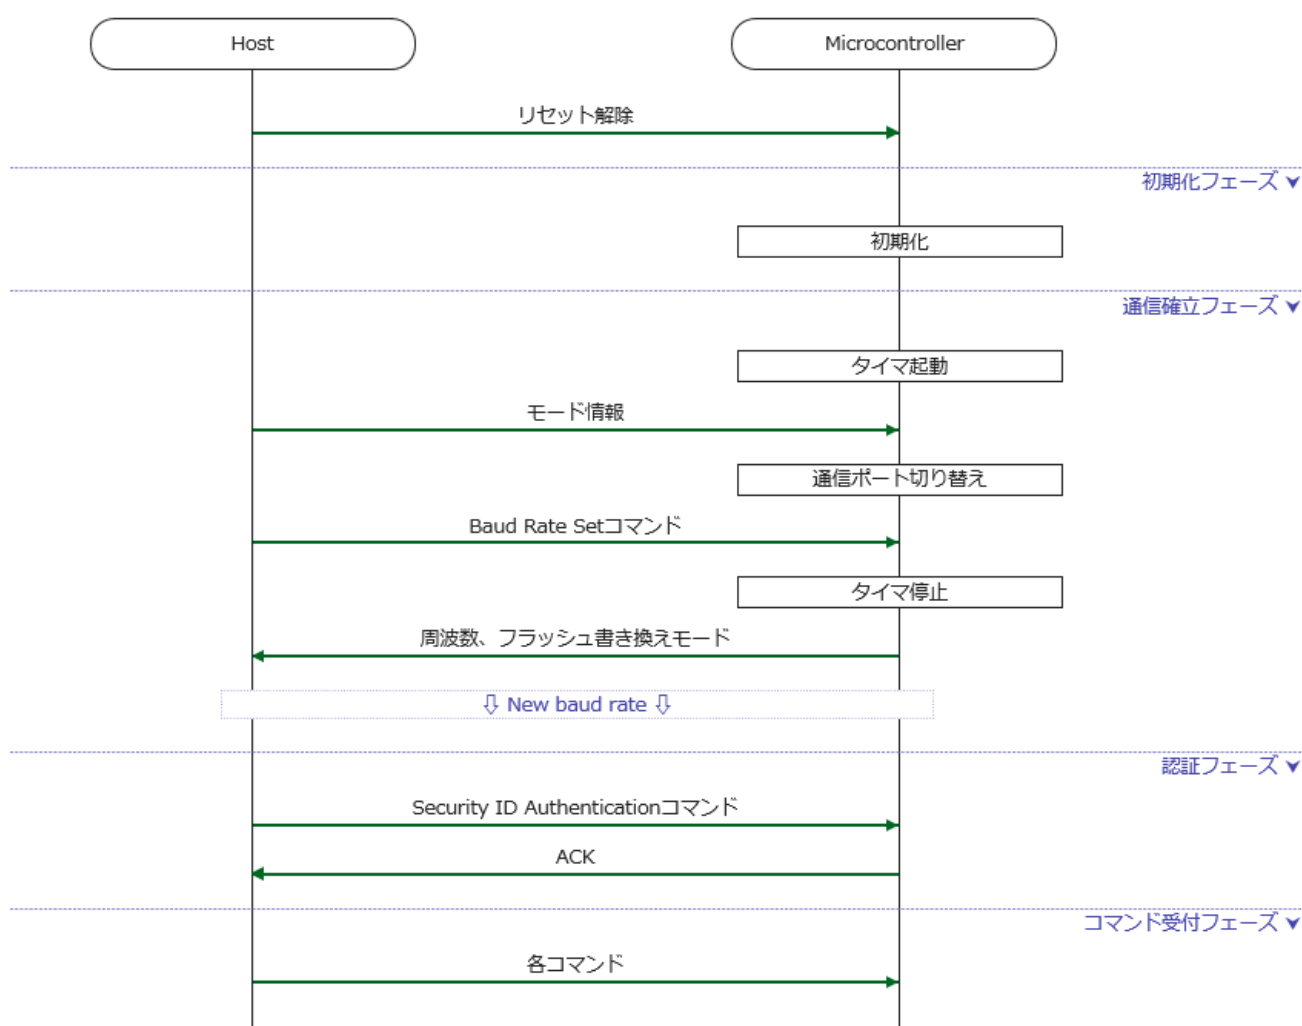 Host
Microcontroller
リセット解除
初期化フェーズ
初期化
通信確立フェーズ
タイマ起動
モード情報
通信ポート切り替え
Baud Rate Setコマンド
タイマ停止
周波数、フラッシュ書き換えモード
⇩ New baud rate ⇩
認証フェーズ
Security ID Authenticationコマンド
ACK
コマンド受付フェーズ
各コマンド